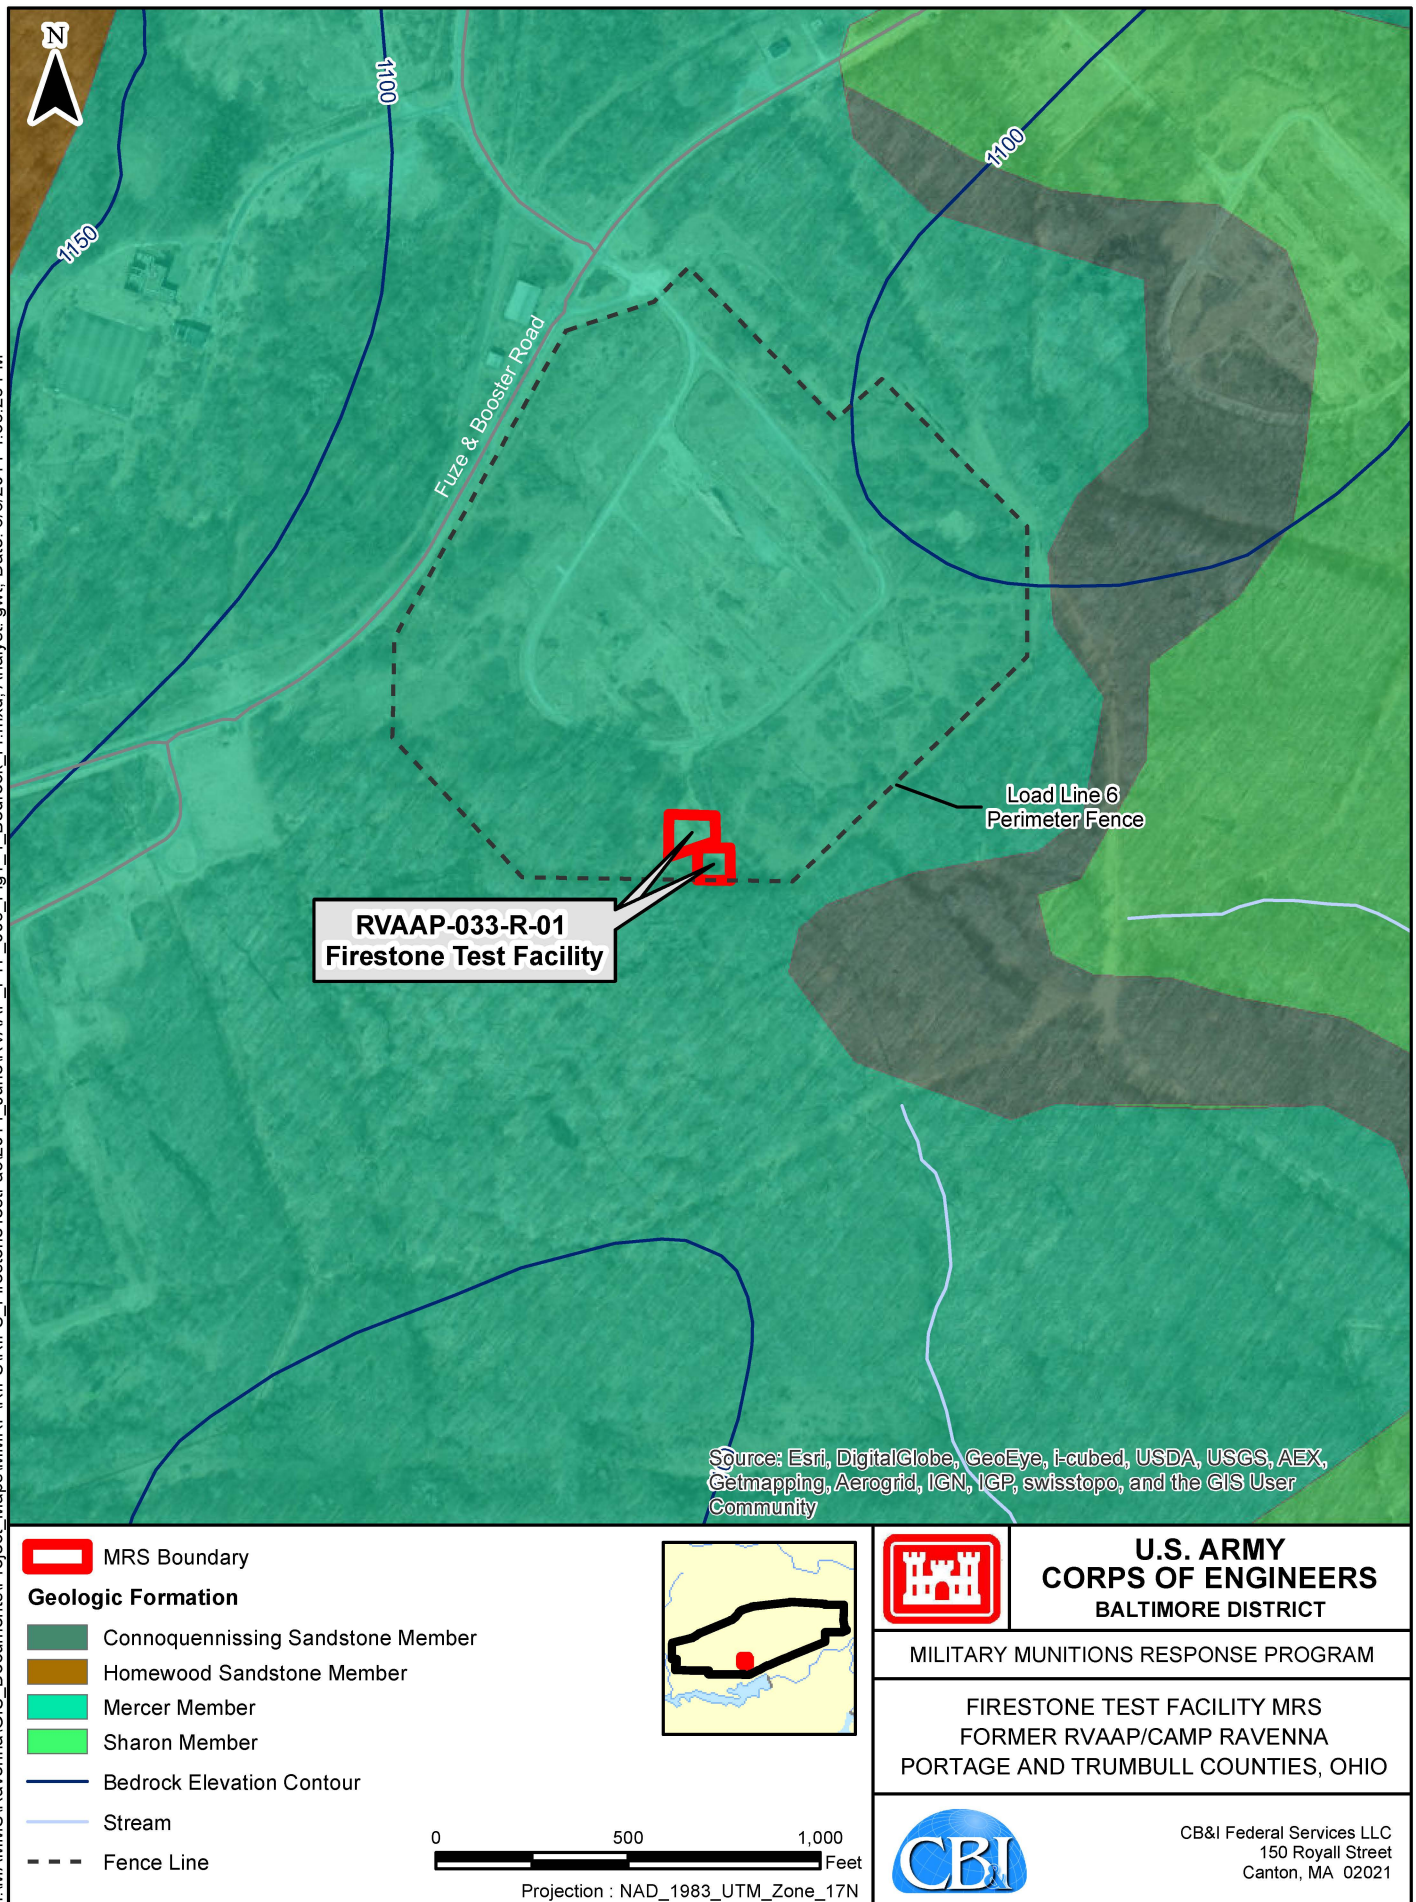 N
1100
1100
1150
Fuze & Booster Road
Load Line 6
Perimeter Fence
RVAAP-033-R-01
Firestone Test Facility
Source: Esri, DigitalGlobe, GeoEye, i-cubed, USDA, USGS, AEX,
Getmapping, Aerogrid, IGN, IGP, swisstopo, and the GIS User
Community
MRS Boundary
Geologic Formation
Connoquennissing Sandstone Member
Homewood Sandstone Member
Mercer Member
Sharon Member
Bedrock Elevation Contour
Stream
Fence Line
0 500 1,000
Feet
Projection : NAD_1983_UTM_Zone_17N
U.S. ARMY
CORPS OF ENGINEERS
BALTIMORE DISTRICT
MILITARY MUNITIONS RESPONSE PROGRAM
FIRESTONE TEST FACILITY MRS
FORMER RVAAP/CAMP RAVENNA
PORTAGE AND TRUMBULL COUNTIES, OHIO
CB&I
CB&I Federal Services LLC
150 Royall Street
Canton, MA 02021